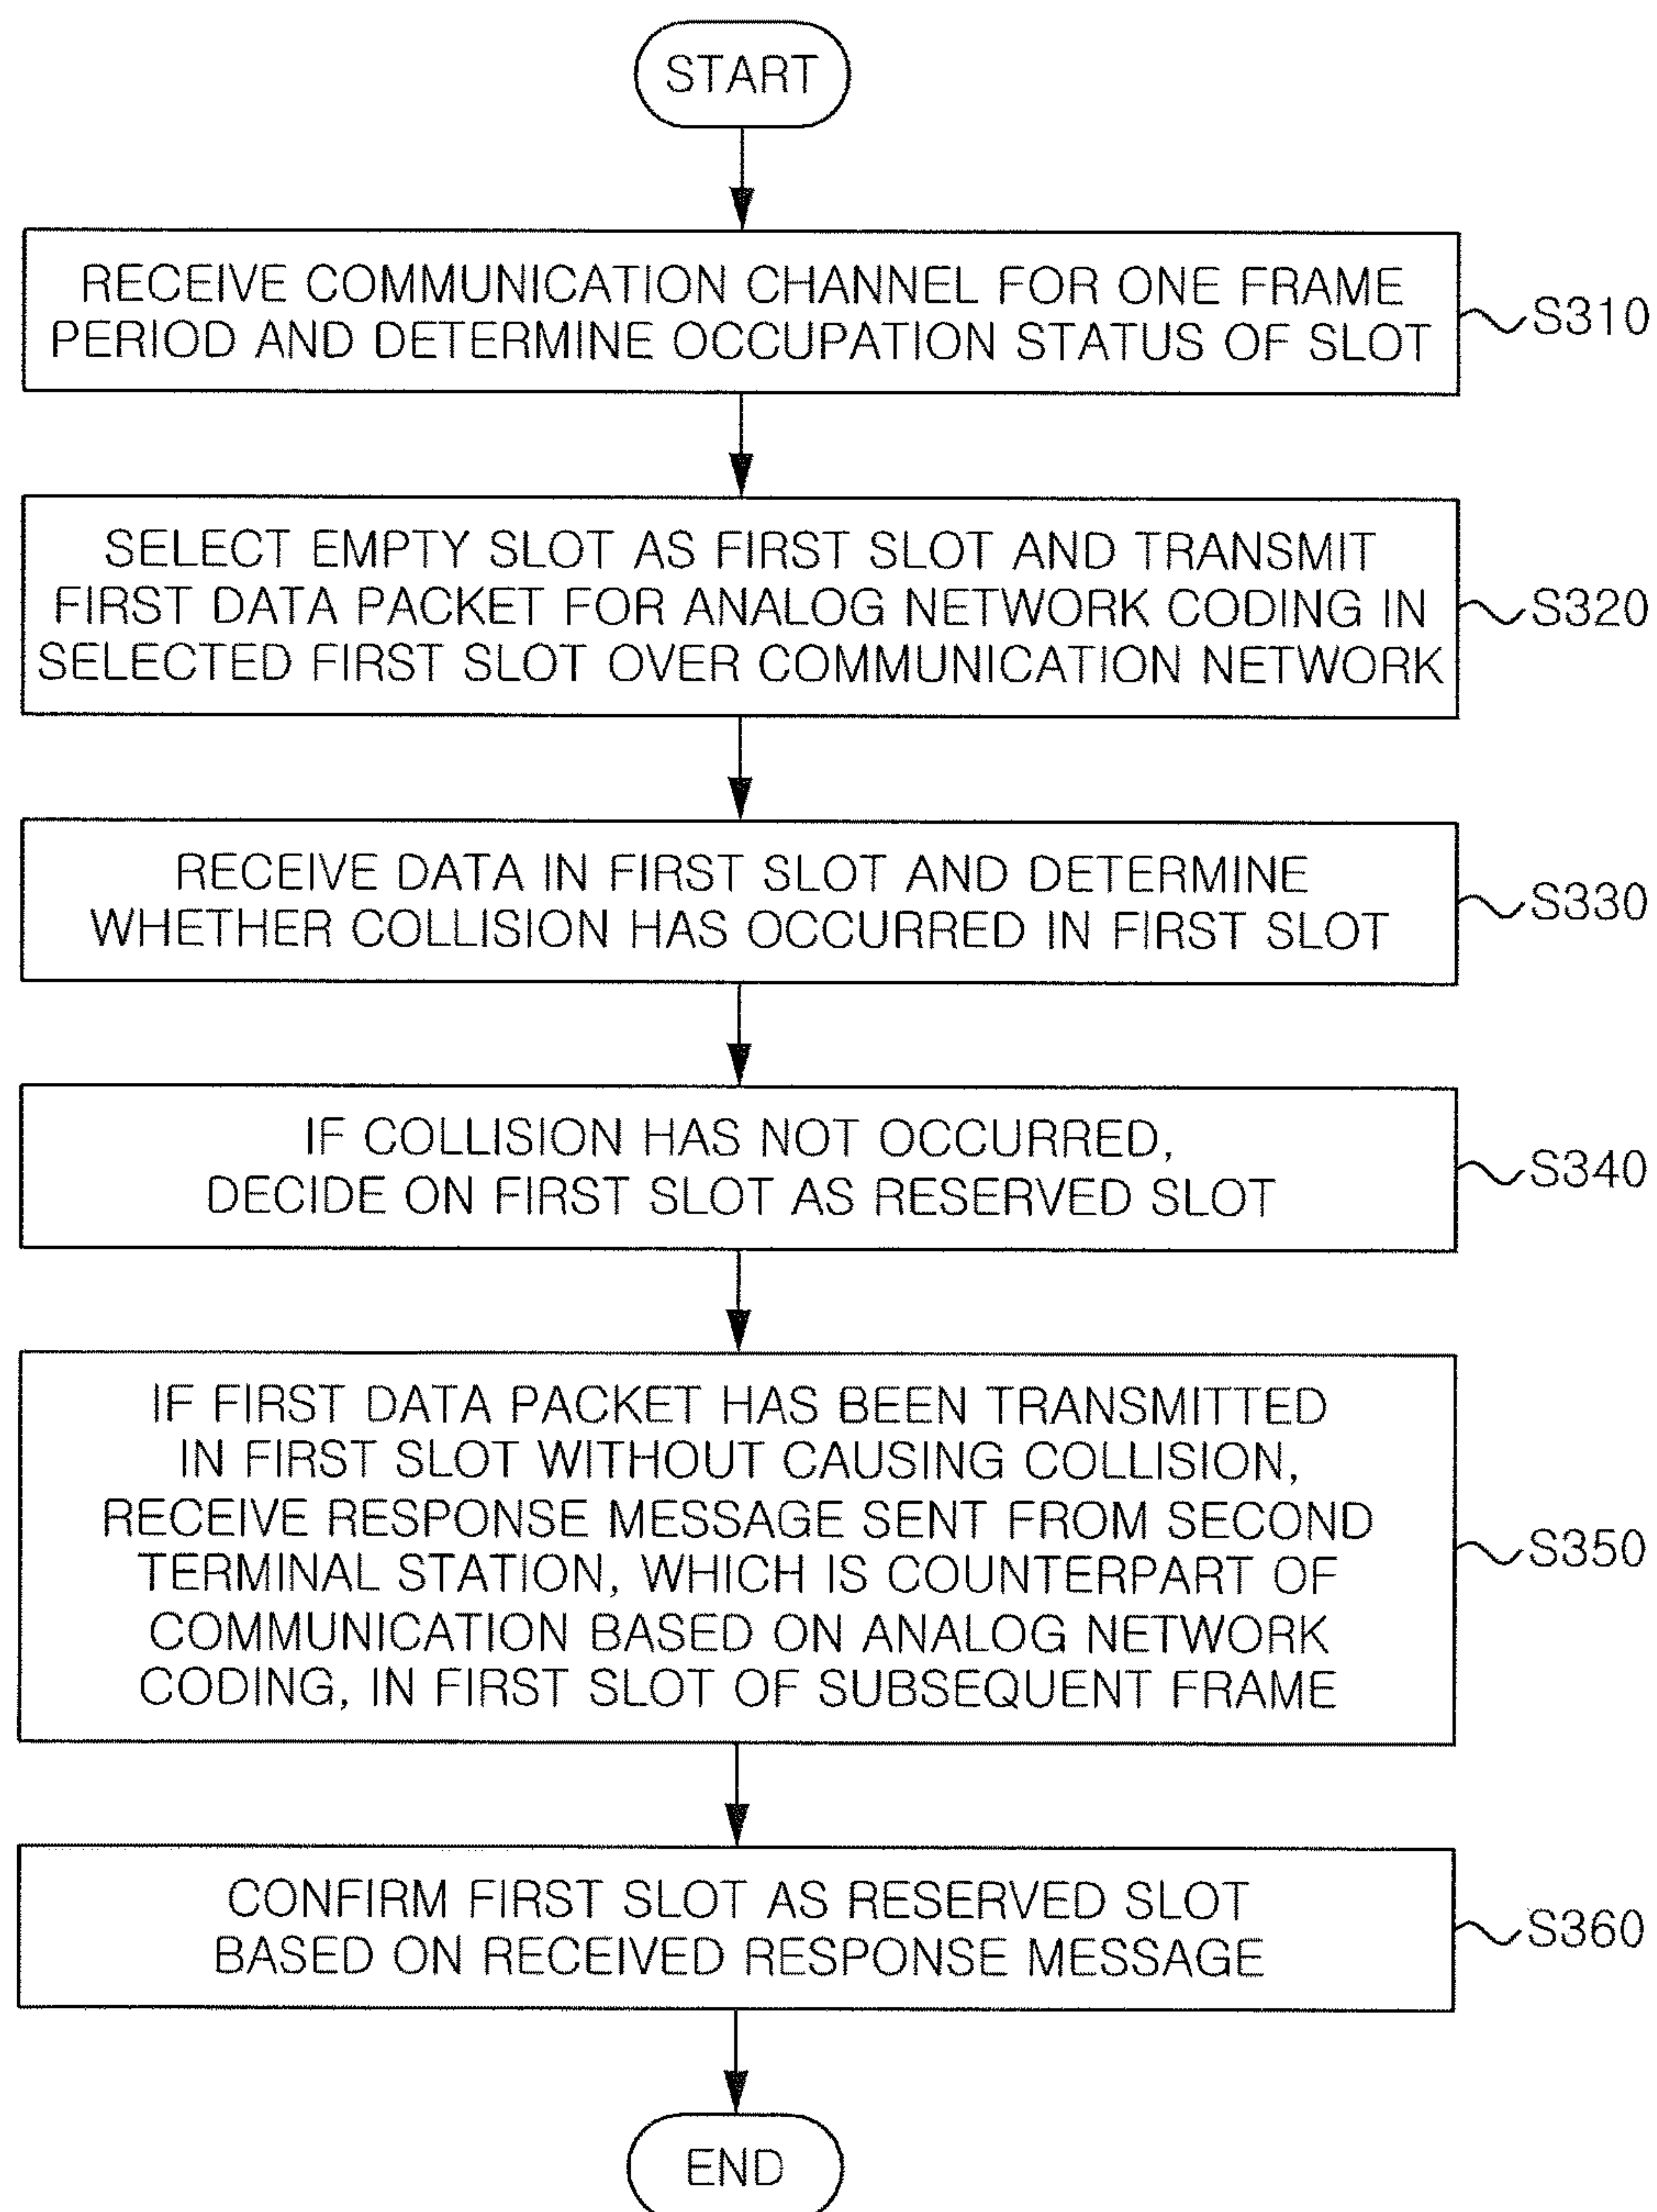 START
RECEIVE COMMUNICATION CHANNEL FOR ONE FRAME
PERIOD AND DETERMINE OCCUPATION STATUS OF SLOT
S310
SELECT EMPTY SLOT AS FIRST SLOT AND TRANSMIT
FIRST DATA PACKET FOR ANALOG NETWORK CODING IN
SELECTED FIRST SLOT OVER COMMUNICATION NETWORK
S320
RECEIVE DATA IN FIRST SLOT AND DETERMINE
WHETHER COLLISION HAS OCCURRED IN FIRST SLOT
S330
IF COLLISION HAS NOT OCCURRED,
DECIDE ON FIRST SLOT AS RESERVED SLOT
S340
IF FIRST DATA PACKET HAS BEEN TRANSMITTED
IN FIRST SLOT WITHOUT CAUSING COLLISION,
RECEIVE RESPONSE MESSAGE SENT FROM SECOND
TERMINAL STATION, WHICH IS COUNTERPART OF
COMMUNICATION BASED ON ANALOG NETWORK
CODING, IN FIRST SLOT OF SUBSEQUENT FRAME
S350
CONFIRM FIRST SLOT AS RESERVED SLOT
BASED ON RECEIVED RESPONSE MESSAGE
S360
END